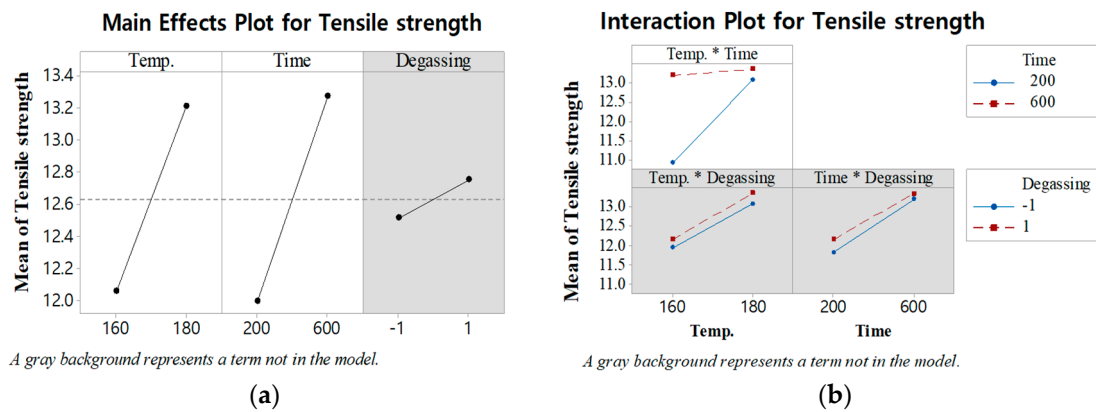 Main Effects Plot for Tensile strength
Temp. Time Degassing
Mean of Tensile strength
13.4
13.2
13.0
12.8
12.6
12.4
12.2
12.0
160 180 200 600 -1 1
A gray background represents a term not in the model.
(a)
Interaction Plot for Tensile strength
Temp. * Time
Mean of Tensile strength
13.0
12.5
12.0
11.5
11.0
Temp. * Degassing Time * Degassing
13.0
12.0
11.5
11.0
160 180 200 600
Temp. Time
Time
200
600
Degassing
-1
1
A gray background represents a term not in the model.
(b)